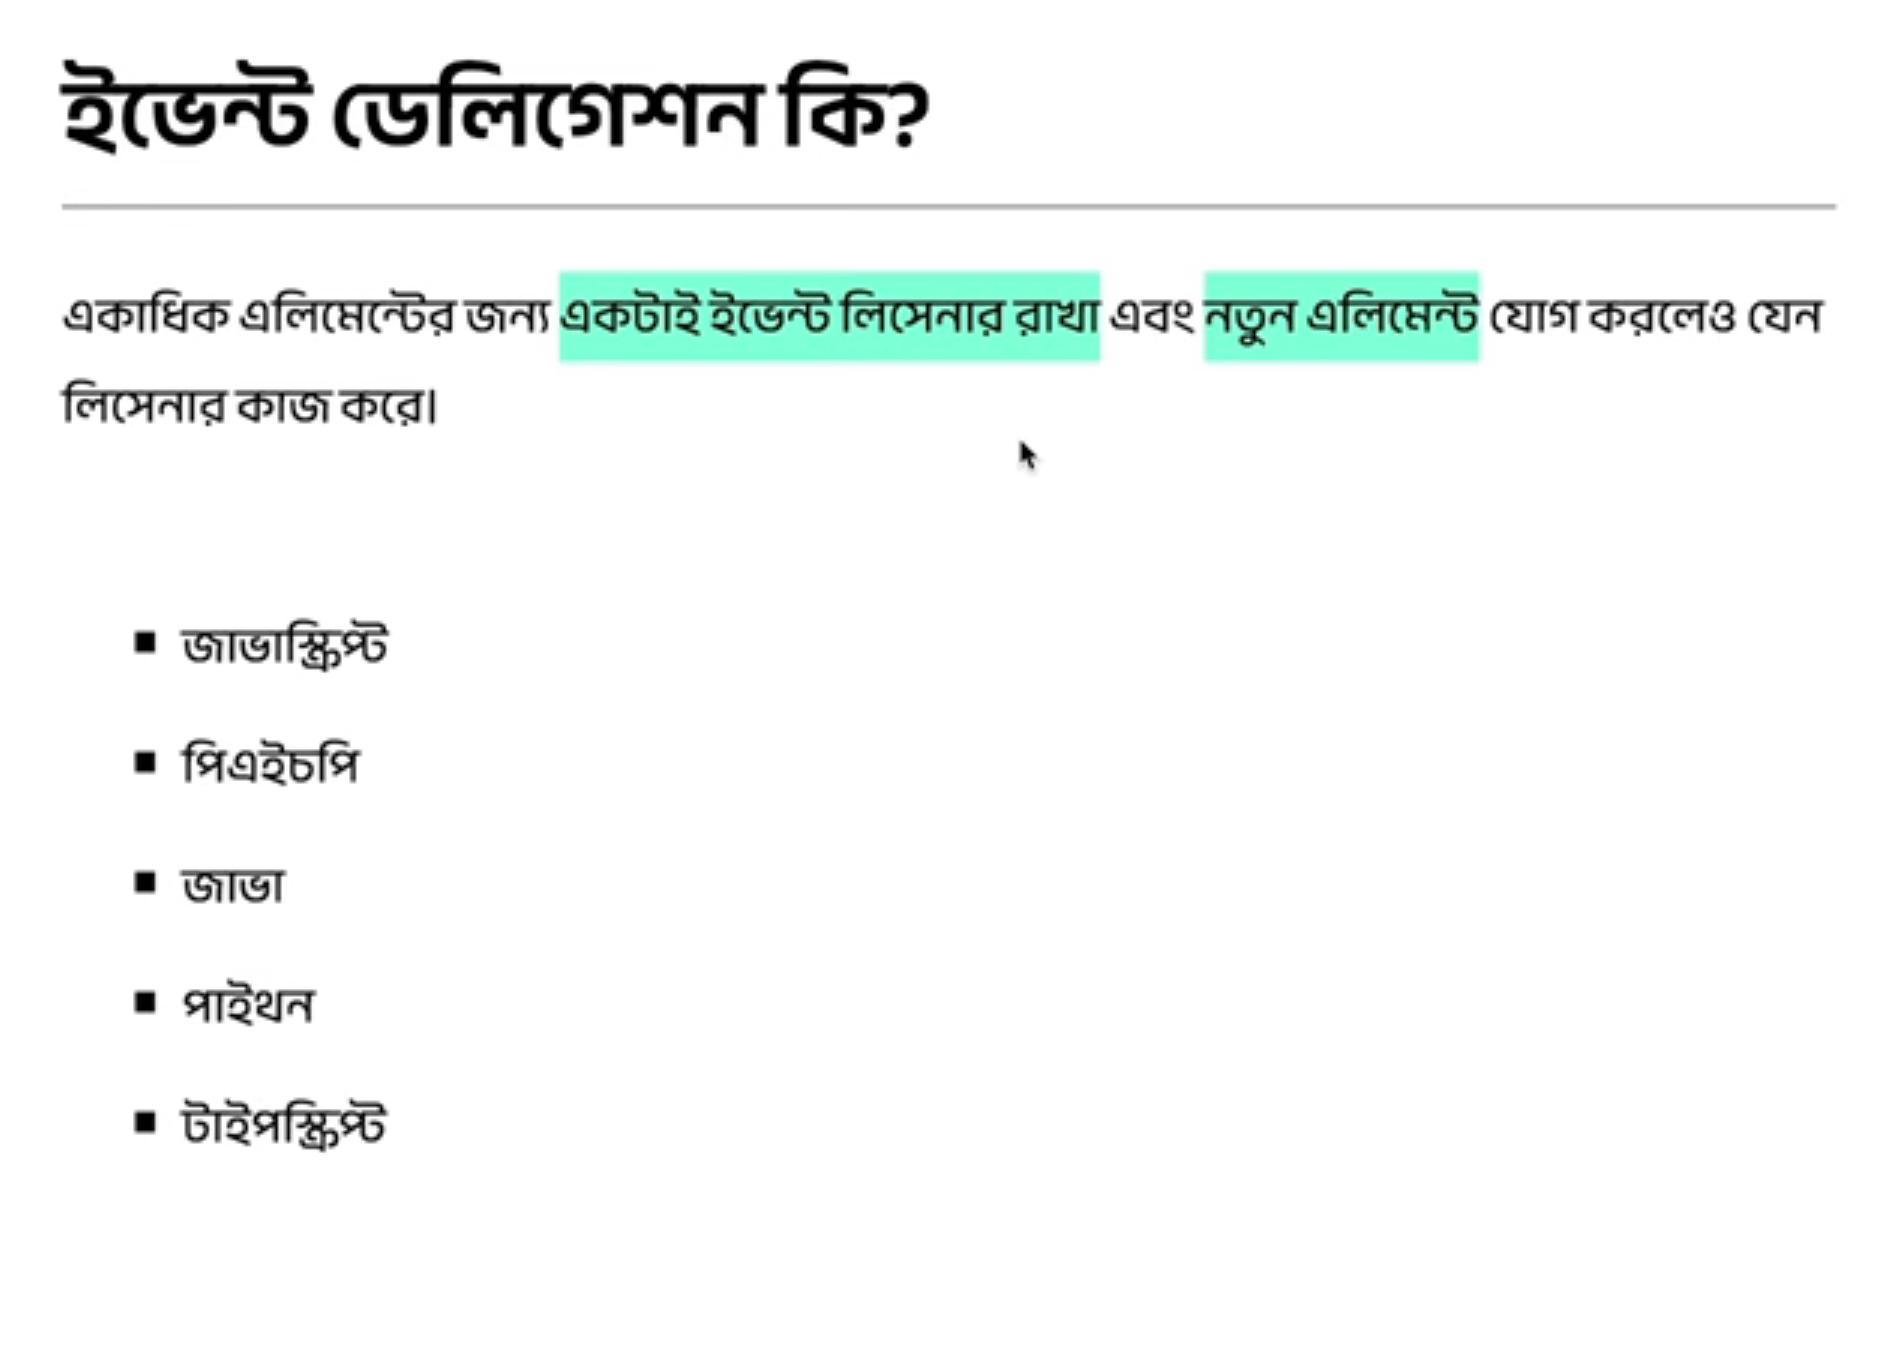 ইভেন্ট ডেলিগেশন কি?
একাধিক এলিমেন্টের জন্য একটাই ইভেন্ট লিসেনার রাখা এবং নতুন এলিমেন্ট যোগ করলেও যেন
লিসেনার কাজ করে।
জাভাস্ক্রিপ্ট
পিএইচপি
জাভা
পাইথন
টাইপস্ক্রিপ্ট